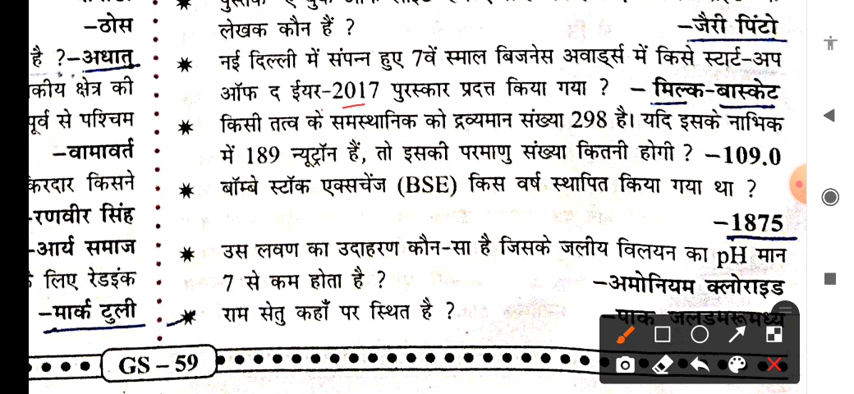 –ठोस
है ?–अधातु
कीय क्षेत्र की
पूर्व से पश्चिम
–वामावर्त
करदार किसने
–रणवीर सिंह
–आर्य समाज
लिए रेडइंक
–मार्क टुली
लेखक कौन हैं ?
–जैरी पिंटो
* नई दिल्ली में संपन्न हुए 7वें स्माल बिजनेस अवार्ड्स में किसे स्टार्ट-अप
ऑफ द ईयर-2017 पुरस्कार प्रदत्त किया गया ? – मिल्क-बास्केट
* किसी तत्व के समस्थानिक को द्रव्यमान संख्या 298 है। यदि इसके नाभिक
में 189 न्यूट्रॉन हैं, तो इसकी परमाणु संख्या कितनी होगी ? –109.0
* बॉम्बे स्टॉक एक्सचेंज (BSE) किस वर्ष स्थापित किया गया था ?
–1875
* उस लवण का उदाहरण कौन-सा है जिसके जलीय विलयन का pH मान
7 से कम होता है ? –अमोनियम क्लोराइड
* राम सेतु कहाँ पर स्थित है ? –पाक जलडमरूमध्य
GS – 59